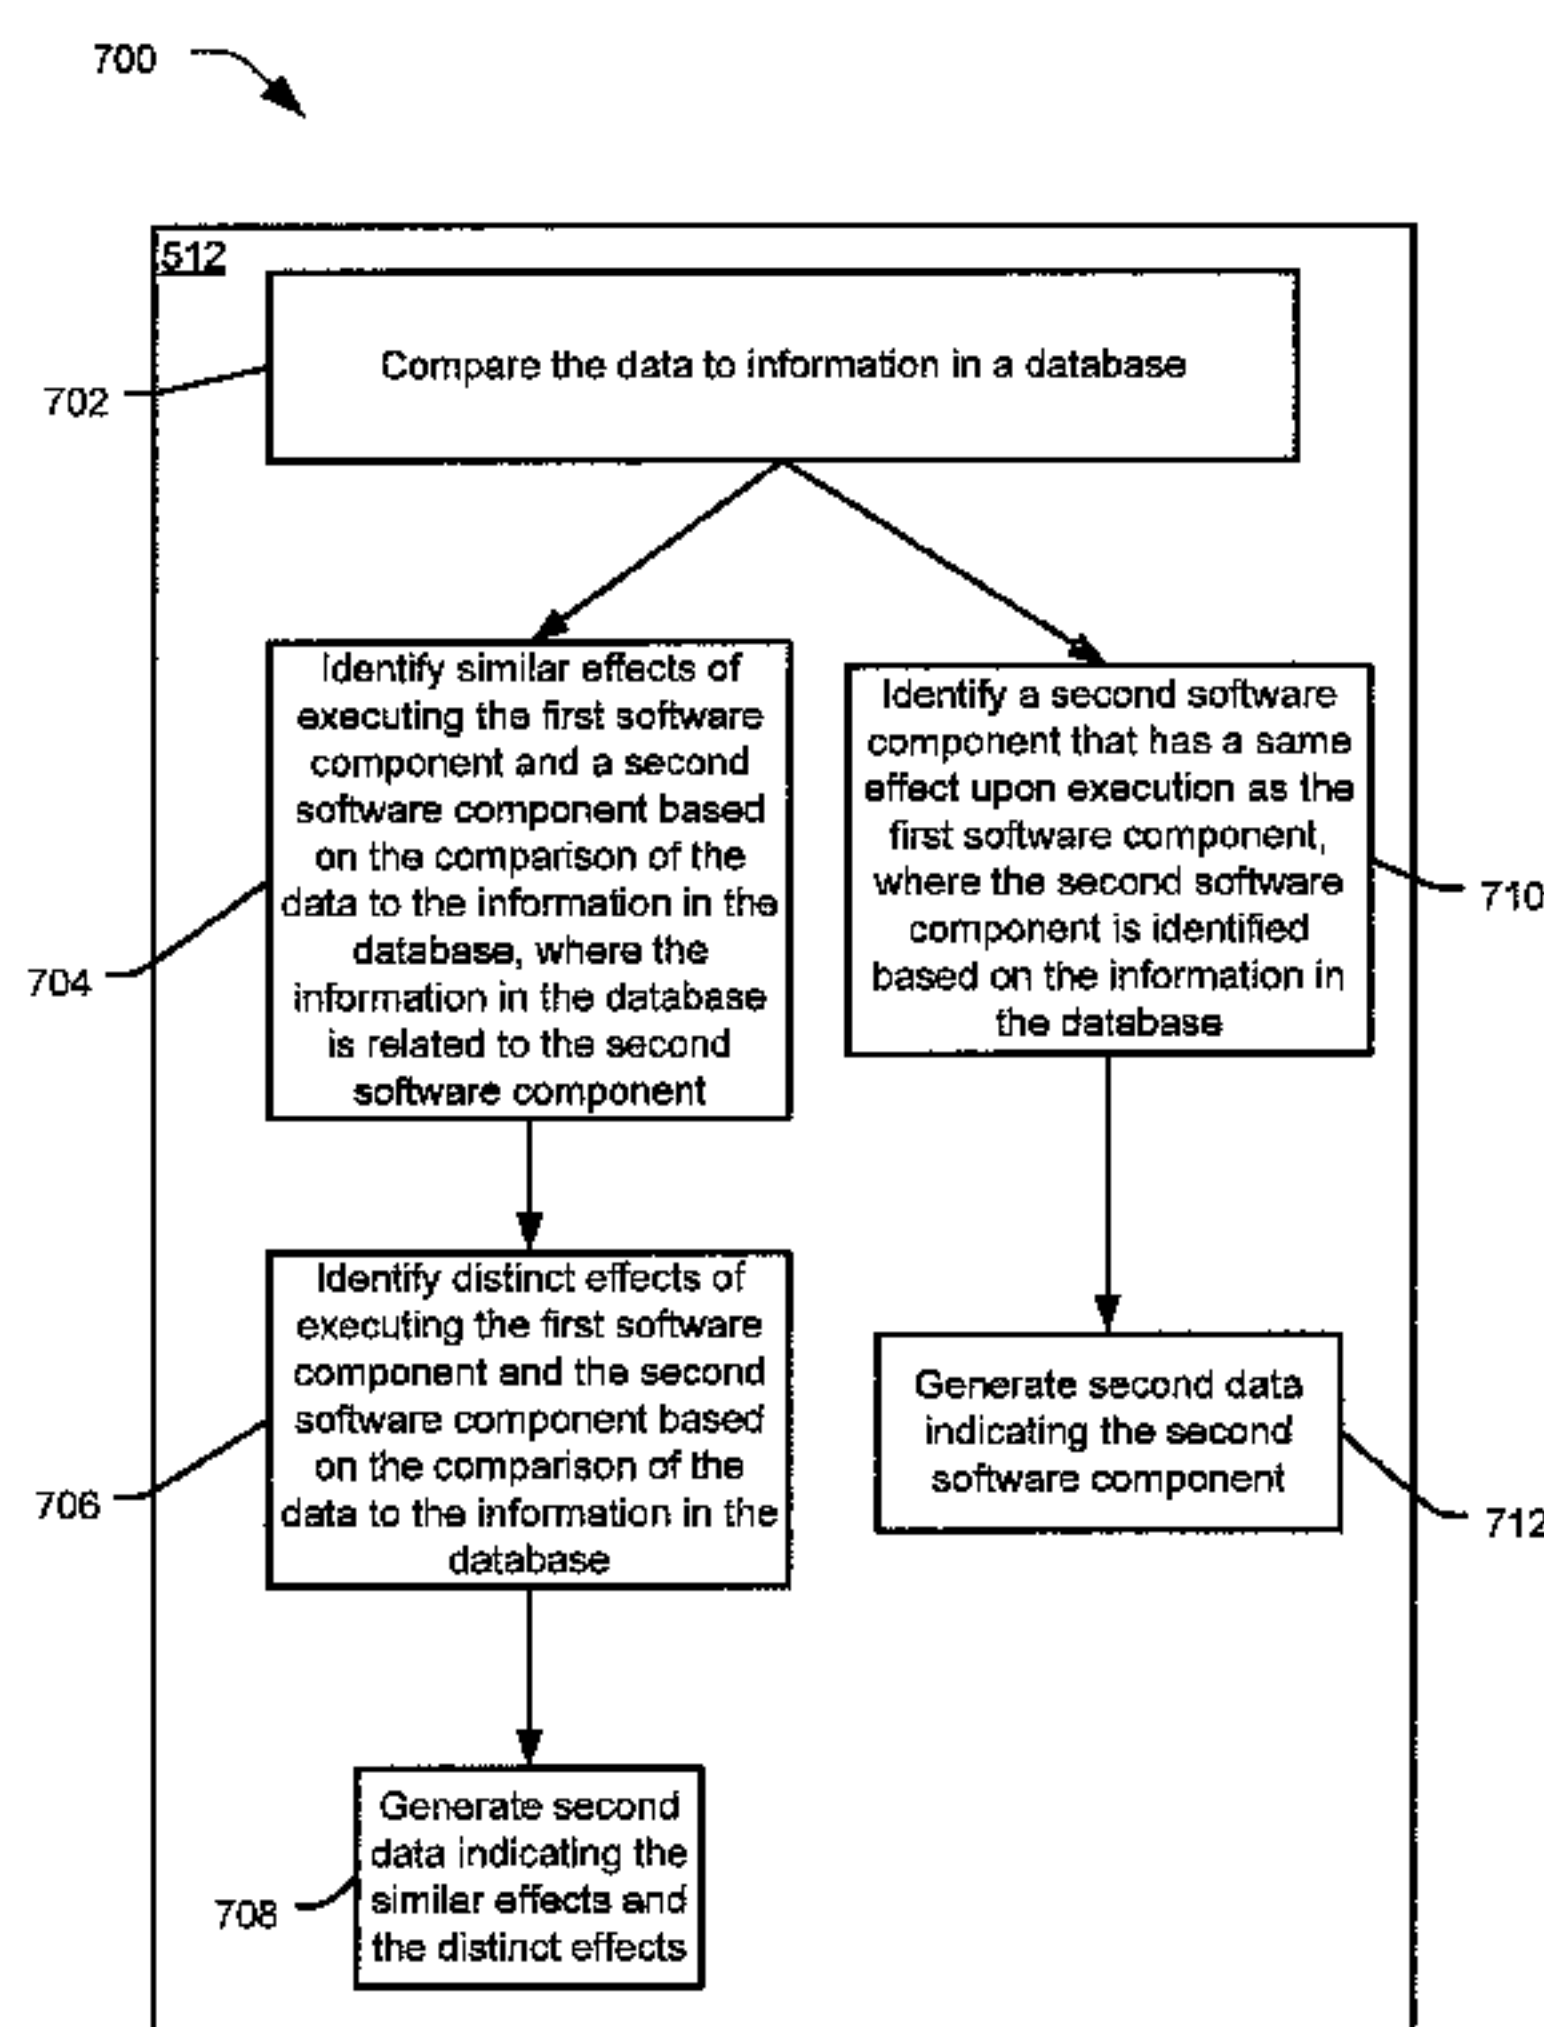 700
512
Compare the data to information in a database
702
Identify similar effects of
executing the first software
component and a second
software component based
on the comparison of the
data to the information in the
database, where the
information in the database
is related to the second
software component
704
Identify a second software
component that has a same
effect upon execution as the
first software component,
where the second software
component is identified
based on the information in
the database
710
Identify distinct effects of
executing the first software
component and the second
software component based
on the comparison of the
data to the information in the
database
706
Generate second data
indicating the second
software component
712
Generate second
data indicating the
similar effects and
the distinct effects
708